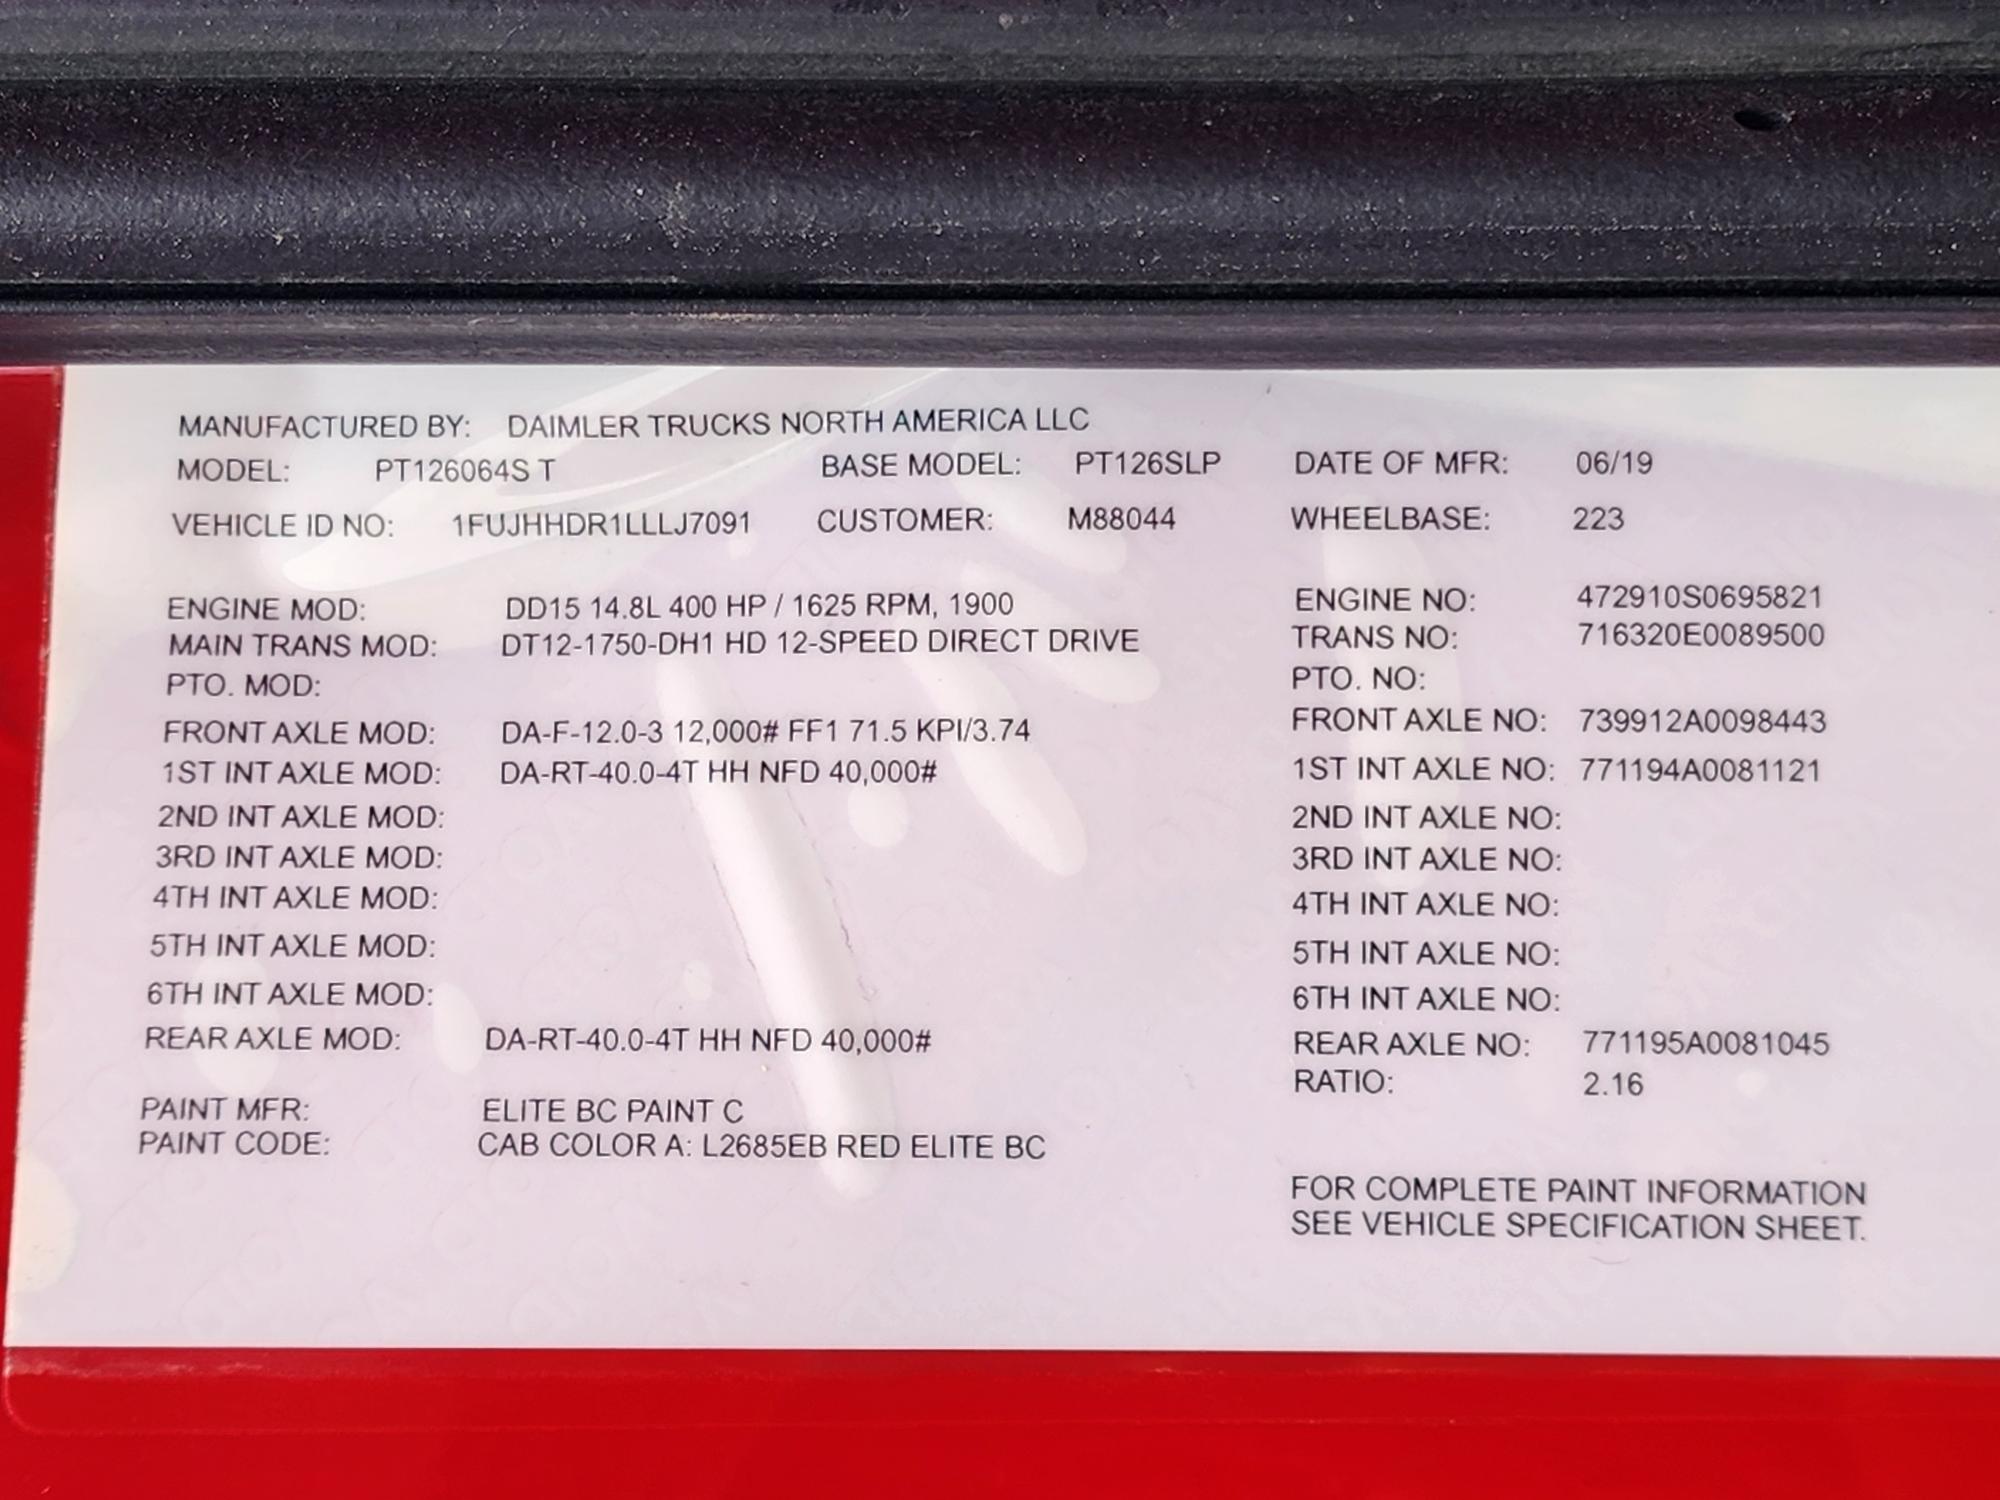 MANUFACTURED BY: DAIMLER TRUCKS NORTH AMERICA LLC
MODEL: PT126064S T BASE MODEL: PT126SLP DATE OF MFR: 06/19
VEHICLE ID NO: 1FUJHHDR1LLLJ7091 CUSTOMER: M88044 WHEELBASE: 223
ENGINE MOD: DD15 14.8L 400 HP / 1625 RPM, 1900 ENGINE NO: 472910S0695821
MAIN TRANS MOD: DT12-1750-DH1 HD 12-SPEED DIRECT DRIVE TRANS NO: 716320E0089500
PTO. MOD: PTO. NO:
FRONT AXLE MOD: DA-F-12.0-3 12,000# FF1 71.5 KPI/3.74 FRONT AXLE NO: 739912A0098443
1ST INT AXLE MOD: DA-RT-40.0-4T HH NFD 40,000# 1ST INT AXLE NO: 771194A0081121
2ND INT AXLE MOD: 2ND INT AXLE NO:
3RD INT AXLE MOD: 3RD INT AXLE NO:
4TH INT AXLE MOD: 4TH INT AXLE NO:
5TH INT AXLE MOD: 5TH INT AXLE NO:
6TH INT AXLE MOD: 6TH INT AXLE NO:
REAR AXLE MOD: DA-RT-40.0-4T HH NFD 40,000# REAR AXLE NO: 771195A0081045
RATIO: 2.16
PAINT MFR: ELITE BC PAINT C
PAINT CODE: CAB COLOR A: L2685EB RED ELITE BC
FOR COMPLETE PAINT INFORMATION
SEE VEHICLE SPECIFICATION SHEET.